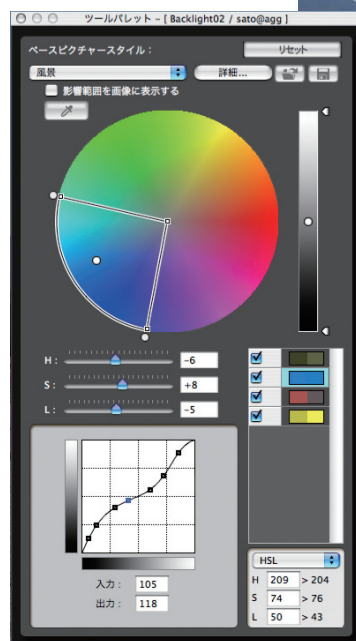 ツールパレット - [ Backlight02 / sato@agg ]
ベースピクチャースタイル :
リセット
風景
詳細...
影響範囲を画像に表示する
H : -6
S : +8
L : -5
入力 : 105
出力 : 118
HSL
H 209 > 204
S 74 > 76
L 50 > 43